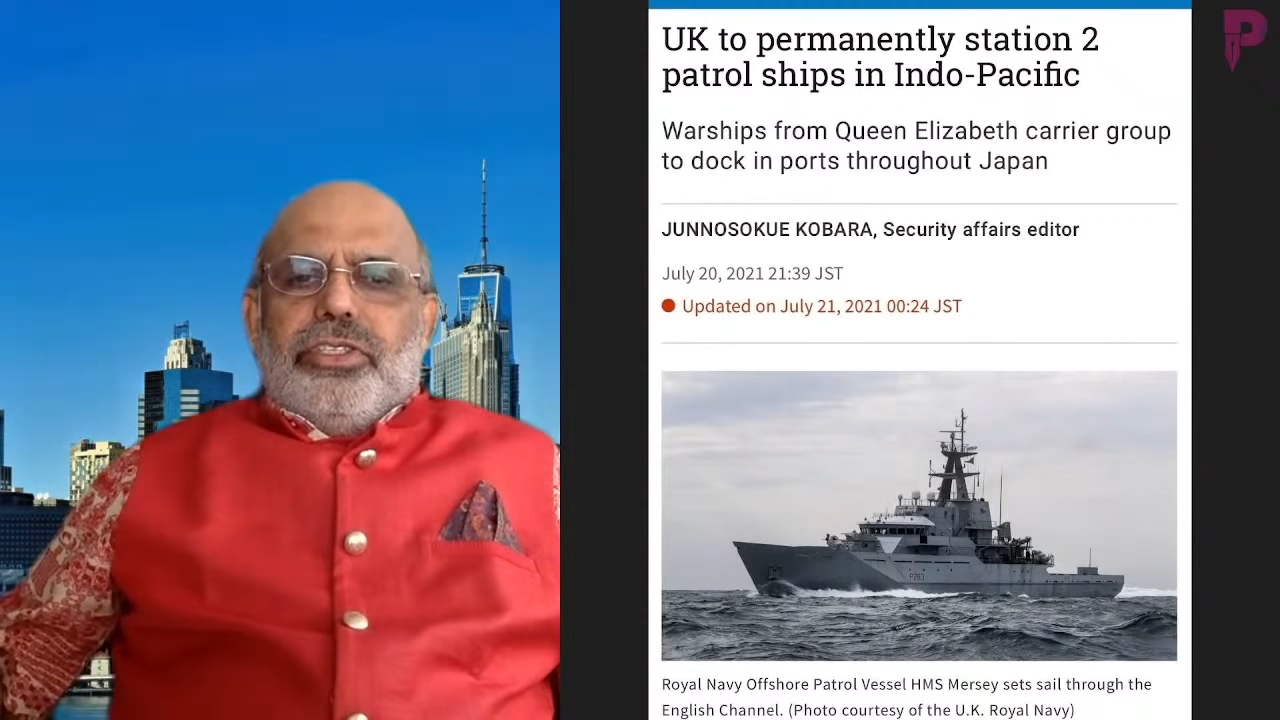 UK to permanently station 2
patrol ships in Indo-Pacific
Warships from Queen Elizabeth carrier group
to dock in ports throughout Japan
JUNNOSOKUE KOBARA, Security affairs editor
July 20, 2021 21:39 JST
Updated on July 21, 2021 00:24 JST
P283
Royal Navy Offshore Patrol Vessel HMS Mersey sets sail through the
English Channel. (Photo courtesy of the U.K. Royal Navy)